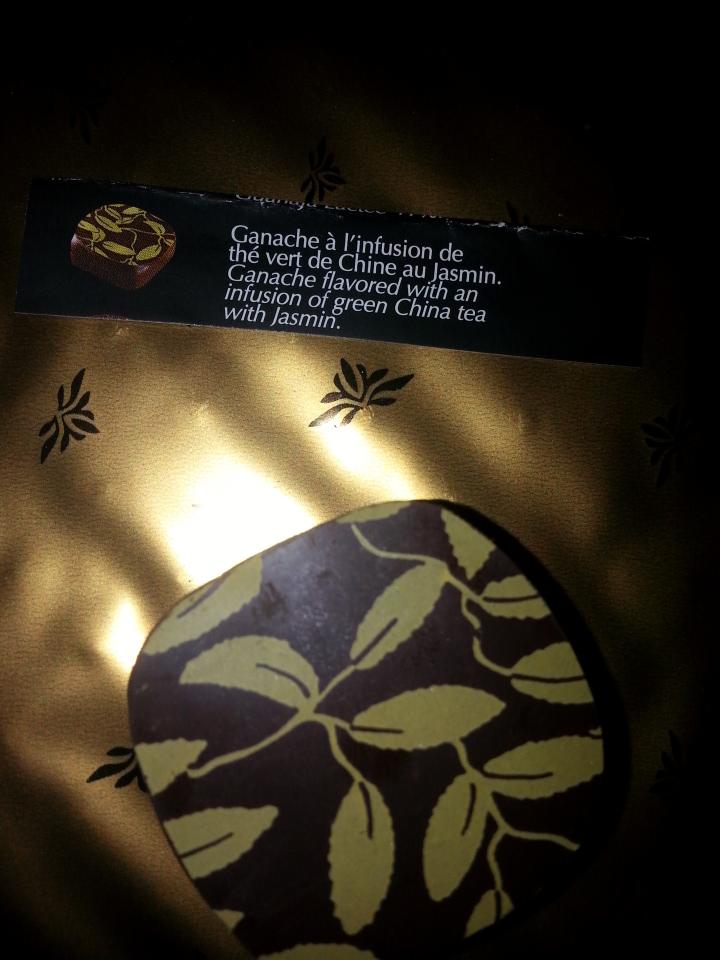 Ganache à l'infusion de
thé vert de Chine au Jasmin.
Ganache flavored with an
infusion of green China tea
with Jasmin.